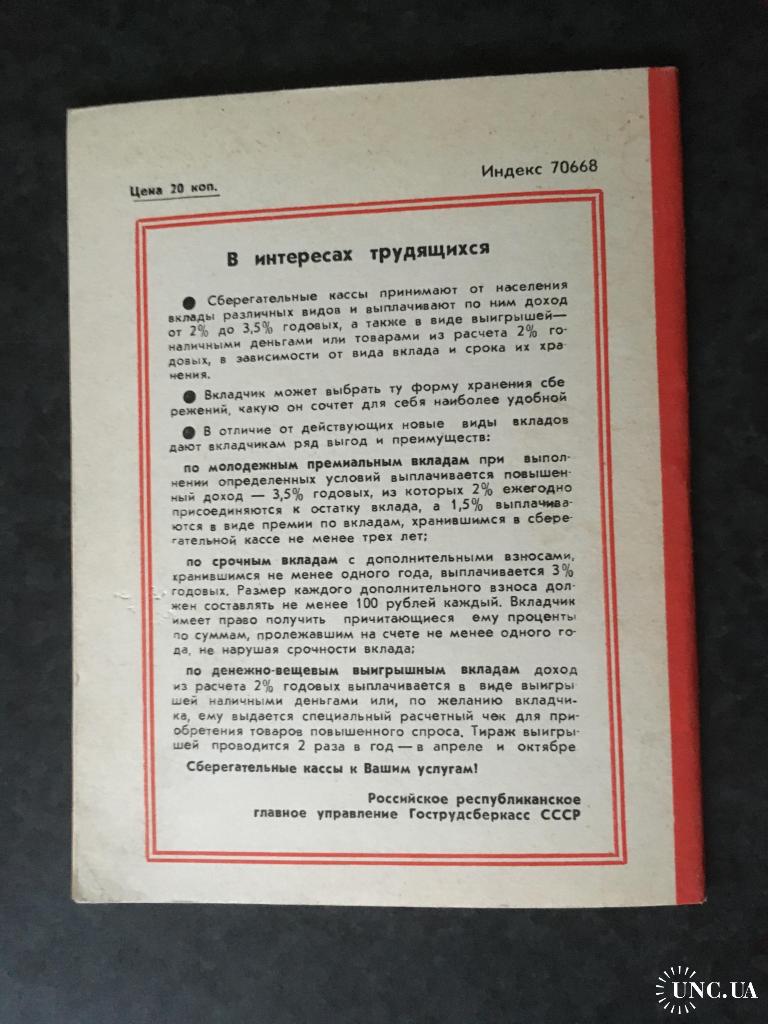 Цена 20 коп.
Индекс 70668
В интересах трудящихся
● Сберегательные кассы принимают от населения
вклады различных видов и выплачивают по ним доход
от 2% до 3,5% годовых, а также в виде выигрышей—
наличными деньгами или товарами из расчета 2% го-
довых, в зависимости от вида вклада и срока их хра-
нения.
● Вкладчик может выбрать ту форму хранения сбе
режений, какую он сочтет для себя наиболее удобной
● В отличие от действующих новые виды вкладов
дают вкладчикам ряд выгод и преимуществ:
по молодежным премиальным вкладам при выпол-
нении определенных условий выплачивается повышен-
ный доход — 3,5% годовых, из которых 2% ежегодно
присоединяются к остатку вклада, а 1,5% выплачива-
ются в виде премии по вкладам, хранившимся в сбере-
гательной кассе не менее трех лет;
по срочным вкладам с дополнительными взносами,
хранившимся не менее одного года, выплачивается 3%
годовых. Размер каждого дополнительного взноса дол-
жен составлять не менее 100 рублей каждый. Вкладчик
имеет право получить причитающиеся ему проценты
по суммам, пролежавшим на счете не менее одного го-
да, не нарушая срочности вклада;
по денежно-вещевым выигрышным вкладам доход
из расчета 2% годовых выплачивается в виде выигры
шей наличными деньгами или, по желанию вкладчи-
ка, ему выдается специальный расчетный чек для при-
обретения товаров повышенного спроса. Тираж выигры-
шей проводится 2 раза в год — в апреле и октябре
Сберегательные кассы к Вашим услугам!
Российское республиканское
главное управление Гострудсберкасс СССР
UNC.UA